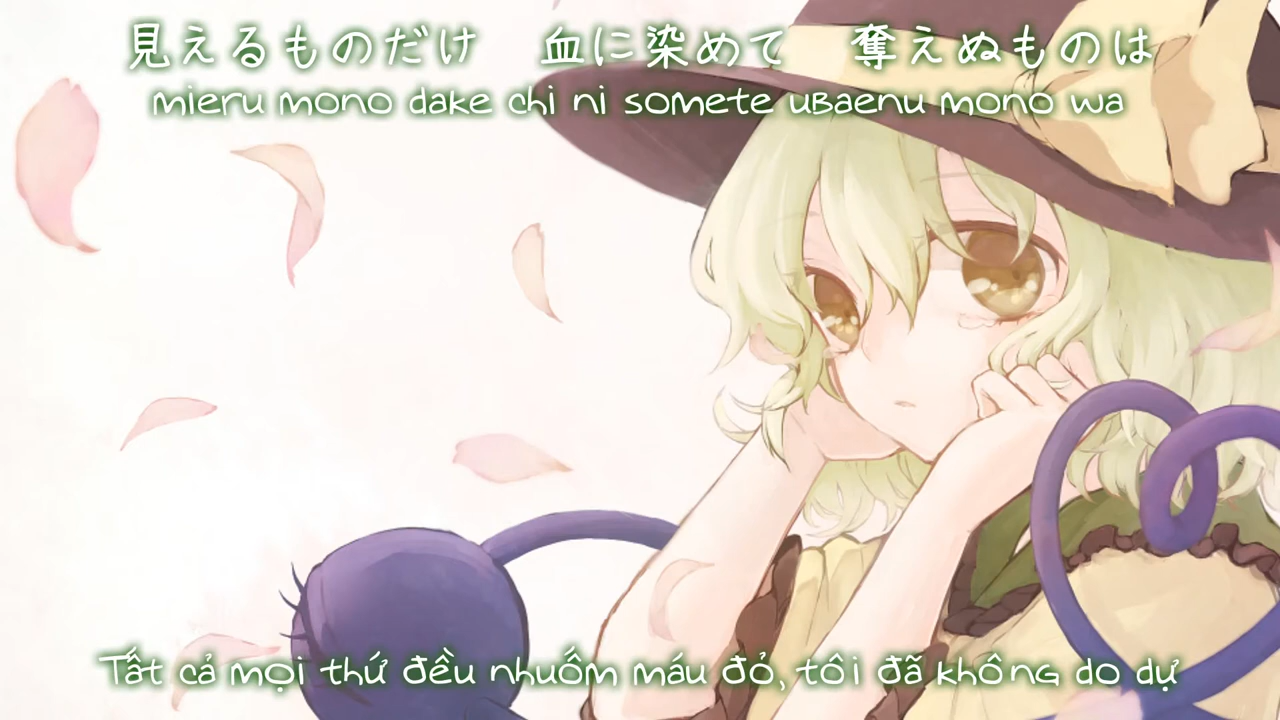 見えるものだけ　血に染めて　奪えぬものは
mieru mono dake chi ni somete ubaenu mono wa
Tất cả mọi thứ đều nhuốm máu đỏ, tôi đã không do dự